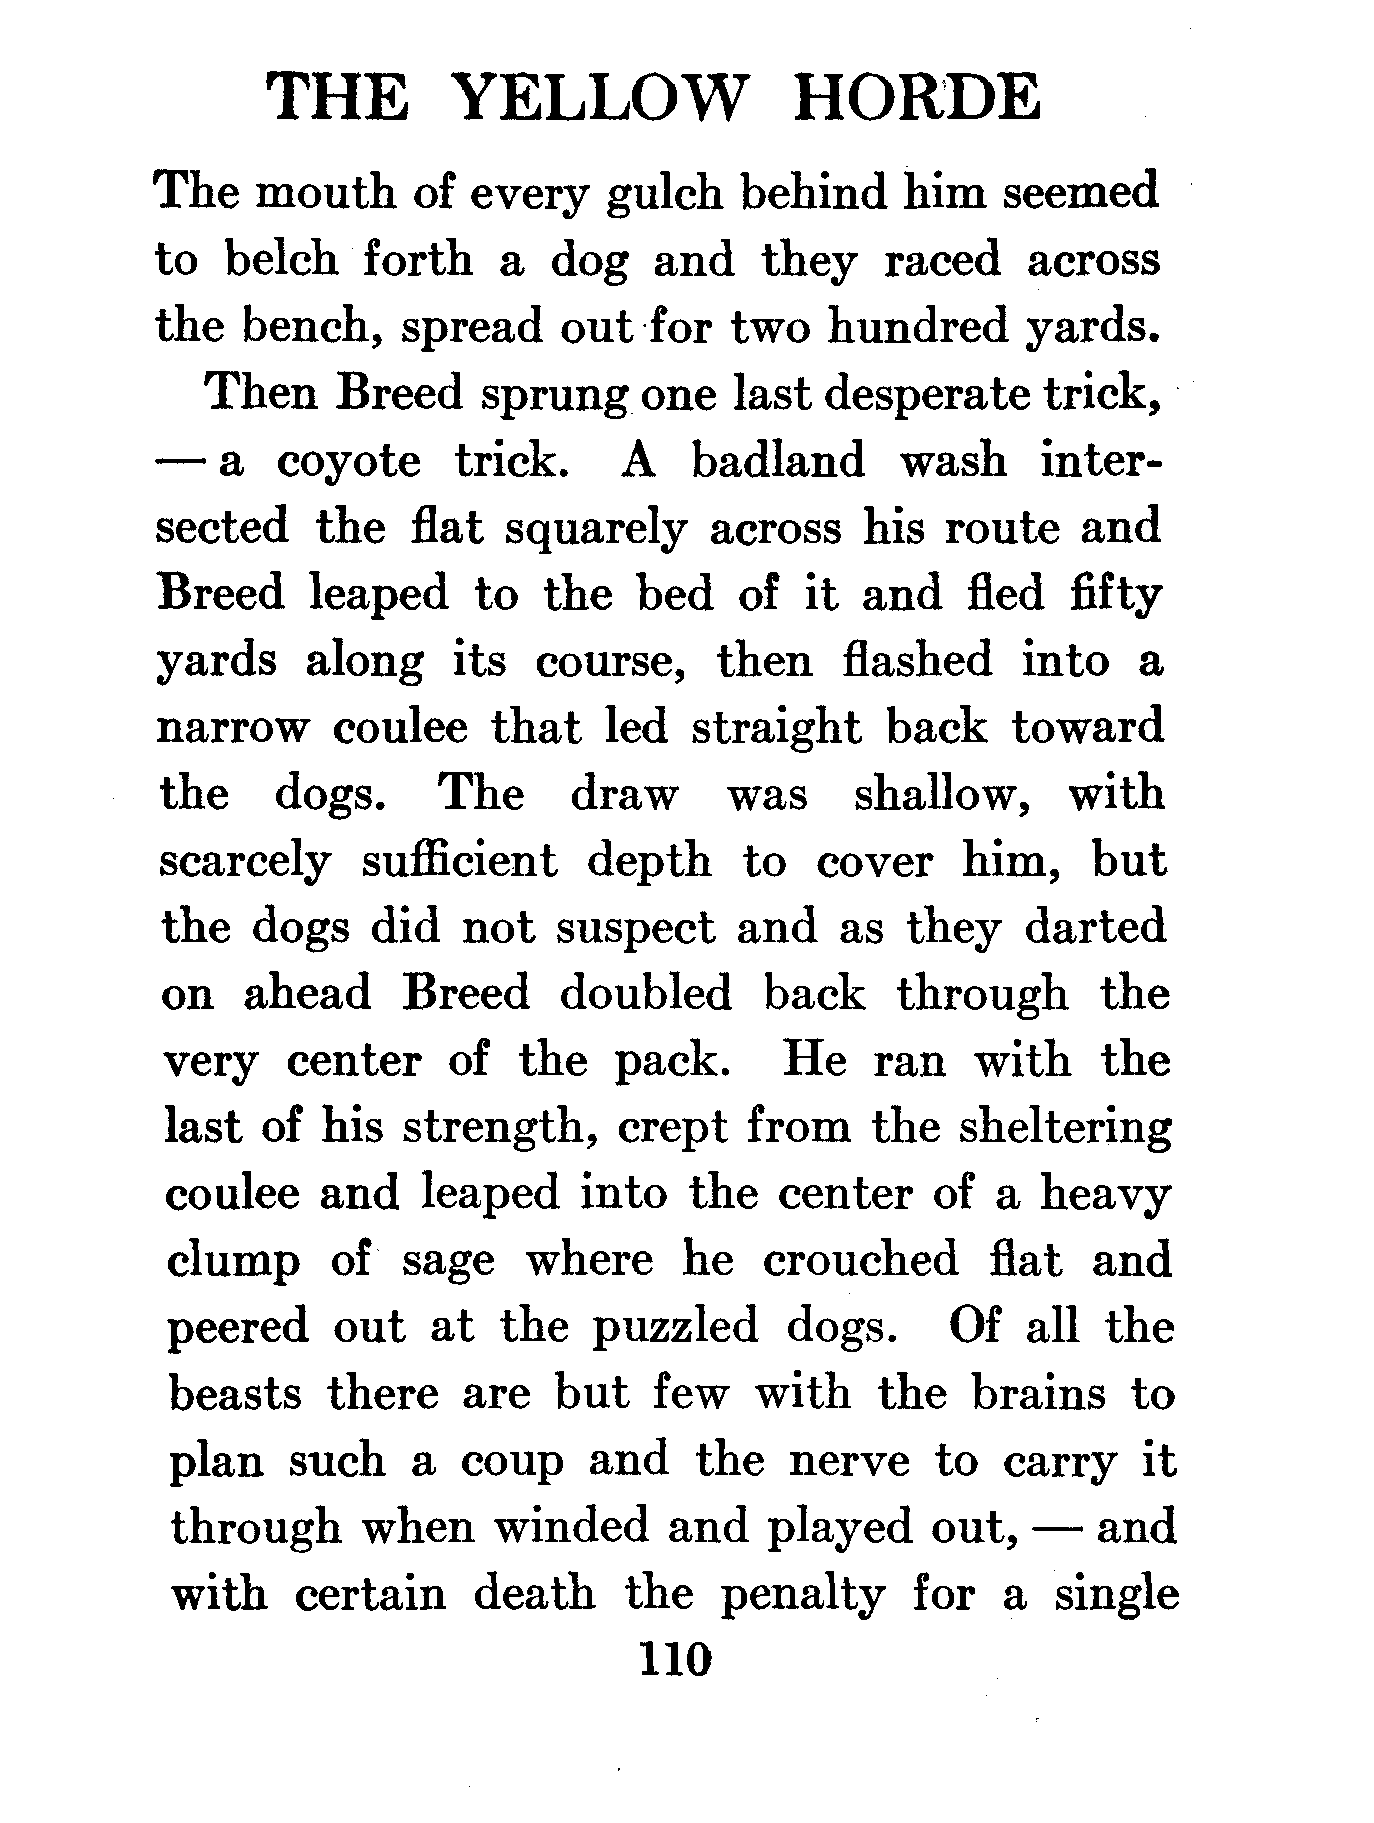 THE YELLOW HORDE
The mouth of every gulch behind him seemed
to belch forth a dog and they raced across
the bench, spread out for two hundred yards.
Then Breed sprung one last desperate trick,
— a coyote trick. A badland wash inter-
sected the flat squarely across his route and
Breed leaped to the bed of it and fled fifty
yards along its course, then flashed into a
narrow coulee that led straight back toward
the dogs. The draw was shallow, with
scarcely sufficient depth to cover him, but
the dogs did not suspect and as they darted
on ahead Breed doubled back through the
very center of the pack. He ran with the
last of his strength, crept from the sheltering
coulee and leaped into the center of a heavy
clump of sage where he crouched flat and
peered out at the puzzled dogs. Of all the
beasts there are but few with the brains to
plan such a coup and the nerve to carry it
through when winded and played out, — and
with certain death the penalty for a single
110